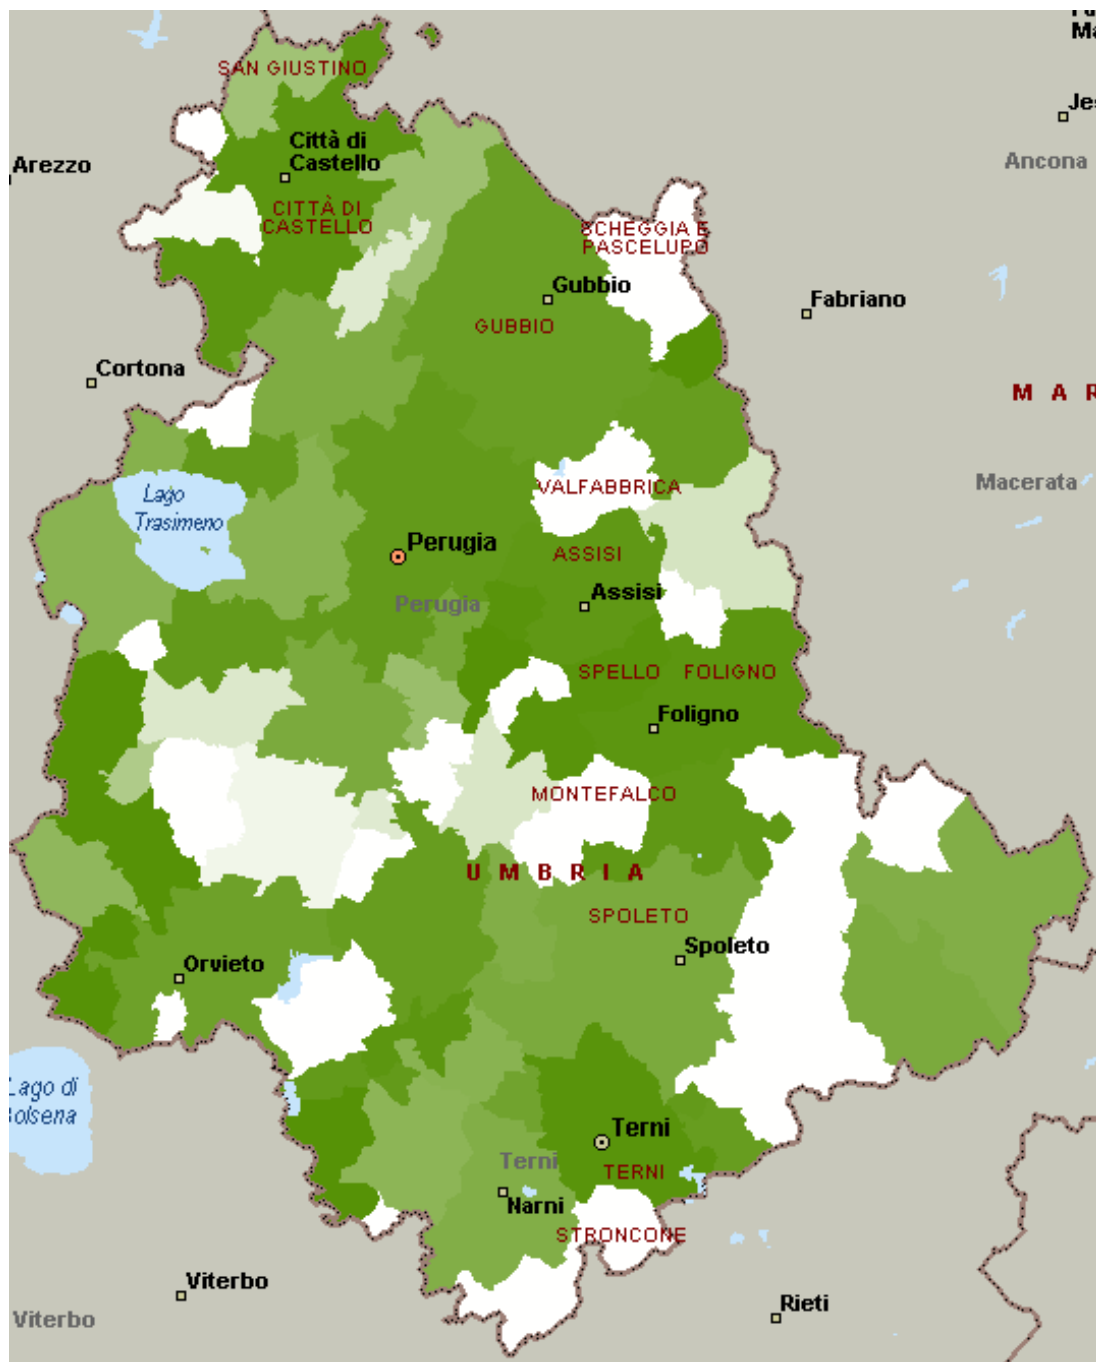 SAN GIUSTINO
Jes
Città di
Castello
Arezzo
Ancona
CITTÀ DI
CASTELLO
SCHEGGIA E
PASCELUPO
Gubbio
Fabriano
GUBBIO
Cortona
M A R
VALFABBRICA
Macerata
Lago
Trasimeno
Perugia
ASSISI
Assisi
Perugia
SPELLO
FOLIGNO
Foligno
MONTEFALCO
U M B R I A
SPOLETO
Spoleto
Orvieto
Lago di
Bolsena
Terni
Terni
TERNI
Narni
STRONCONE
Viterbo
Rieti
Viterbo